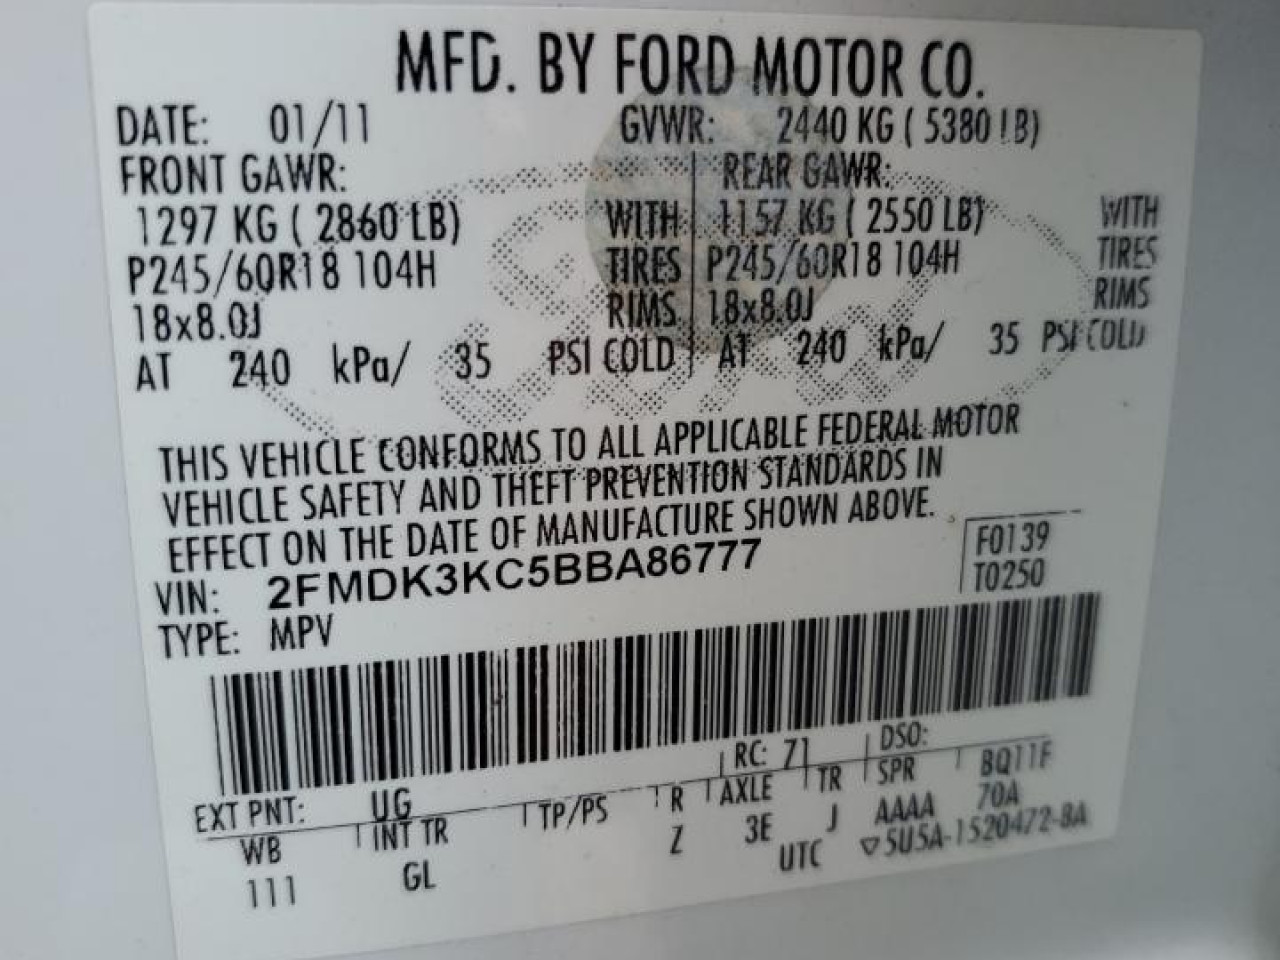 MFD. BY FORD MOTOR CO.
DATE: 01/11 GVWR: 2440 KG ( 5380 LB)
FRONT GAWR: REAR GAWR:
1297 KG ( 2860 LB) WITH 1157 KG ( 2550 LB) WITH
P245/60R18 104H TIRES P245/60R18 104H TIRES
18x8.0J RIMS 18x8.0J RIMS
AT 240 kPa/ 35 PSI COLD AT 240 kPa/ 35 PSI COLD
THIS VEHICLE CONFORMS TO ALL APPLICABLE FEDERAL MOTOR
VEHICLE SAFETY AND THEFT PREVENTION STANDARDS IN
EFFECT ON THE DATE OF MANUFACTURE SHOWN ABOVE.
VIN: 2FMDK3KC5BBA86777
F0139
T0250
TYPE: MPV
EXT PNT: UG RC: 71 DSO:
WB INT TR TP/PS R AXLE TR SPR BQ11F
111 GL Z 3E J AAAA 70A
UTC ▽5U5A-1520472-BA